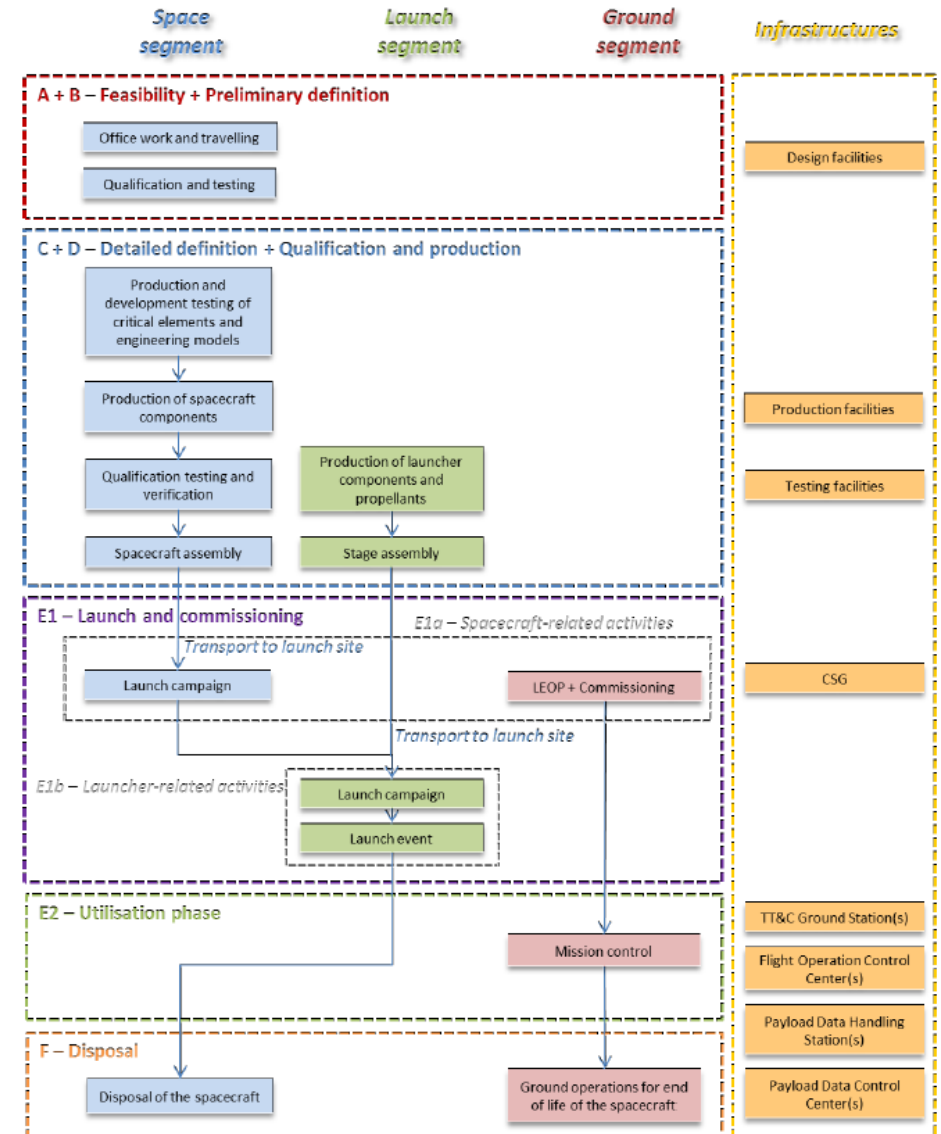 Space
segment
Launch
segment
Ground
segment
Infrastructures
A + B – Feasibility + Preliminary definition
Office work and travelling
Qualification and testing
Design facilities
C + D – Detailed definition + Qualification and production
Production and
development testing of
critical elements and
engineering models
Production of spacecraft
components
Production facilities
Qualification testing and
verification
Production of launcher
components and
propellants
Testing facilities
Spacecraft assembly
Stage assembly
E1 – Launch and commissioning
E1a – Spacecraft-related activities
Transport to launch site
Launch campaign
LEOP + Commissioning
CSG
Transport to launch site
E1b – Launcher-related activities
Launch campaign
Launch event
E2 – Utilisation phase
TT&C Ground Station(s)
Mission control
Flight Operation Control
Center(s)
Payload Data Handling
Station(s)
F – Disposal
Disposal of the spacecraft
Ground operations for end
of life of the spacecraft
Payload Data Control
Center(s)